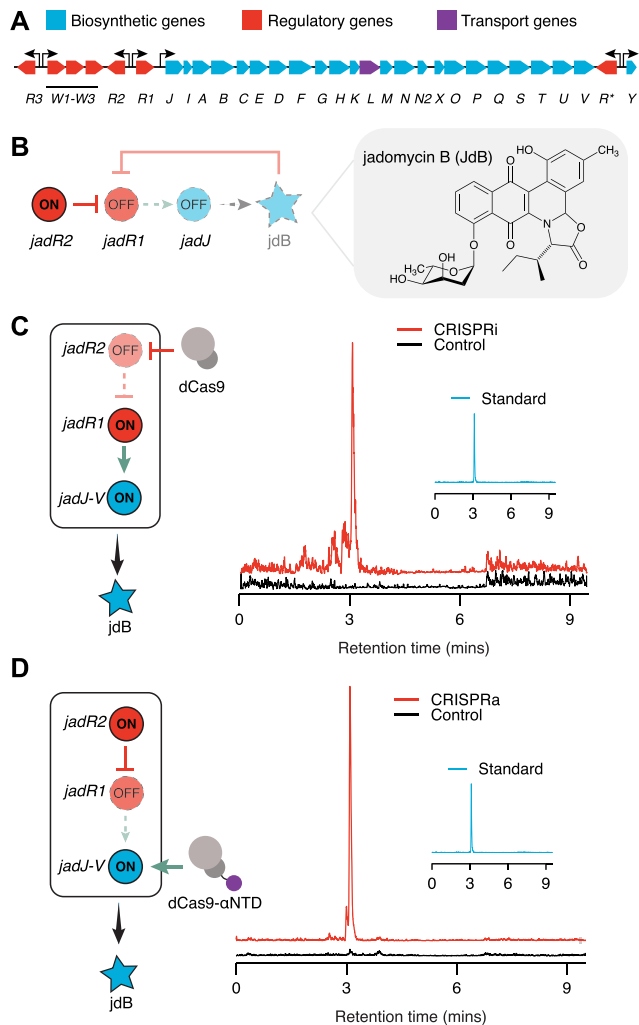 A
Biosynthetic genes Regulatory genes Transport genes
R3 W1-W3 R2 R1 J I A B C E D F G H K L M N N2 X O P Q S T U V R* Y
B
jadomycin B (JdB)
HO
CH3
O
O
N
O
O
O
ON OFF OFF
jadR2 jadR1 jadJ jdB
H3C O
OH
HO
C
CRISPRi
Control
jadR2 OFF
dCas9
Standard
jadR1 ON
0 3 6 9
jadJ-V ON
jdB
0 3 6 9
Retention time (mins)
D
CRISPRa
Control
jadR2 ON
Standard
jadR1 OFF
jadJ-V ON
0 3 6 9
dCas9-αNTD
jdB
0 3 6 9
Retention time (mins)